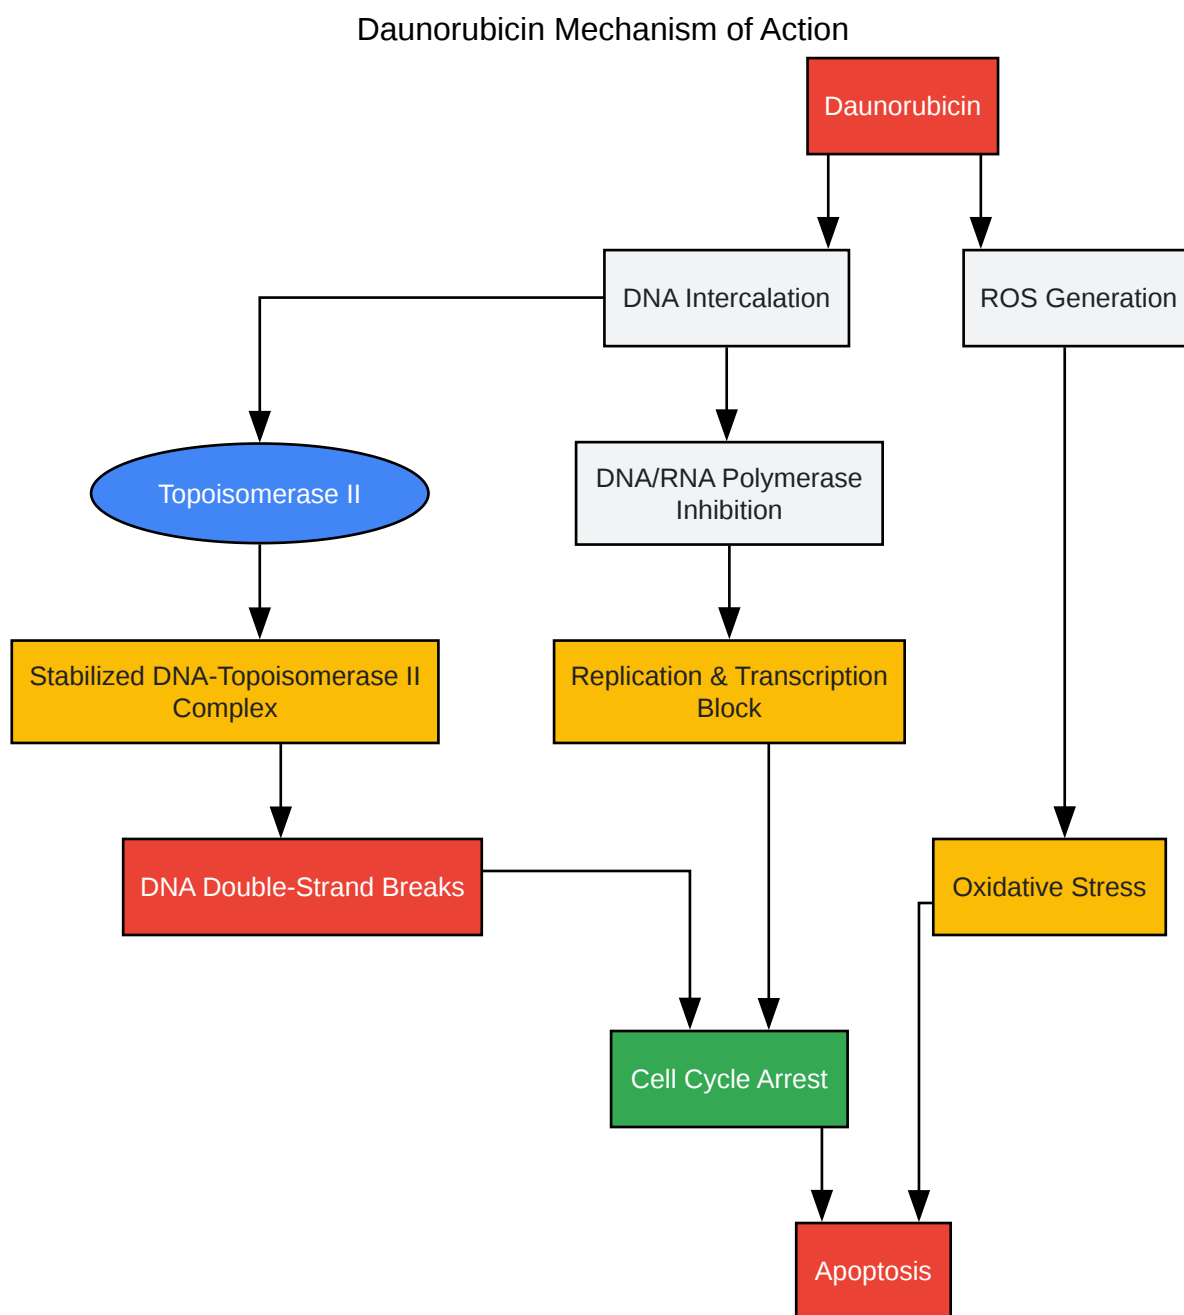 Daunorubicin Mechanism of Action
Daunorubicin
DNA Intercalation
ROS Generation
Topoisomerase II
DNA/RNA Polymerase
Inhibition
Stabilized DNA-Topoisomerase II
Complex
Replication & Transcription
Block
DNA Double-Strand Breaks
Oxidative Stress
Cell Cycle Arrest
Apoptosis